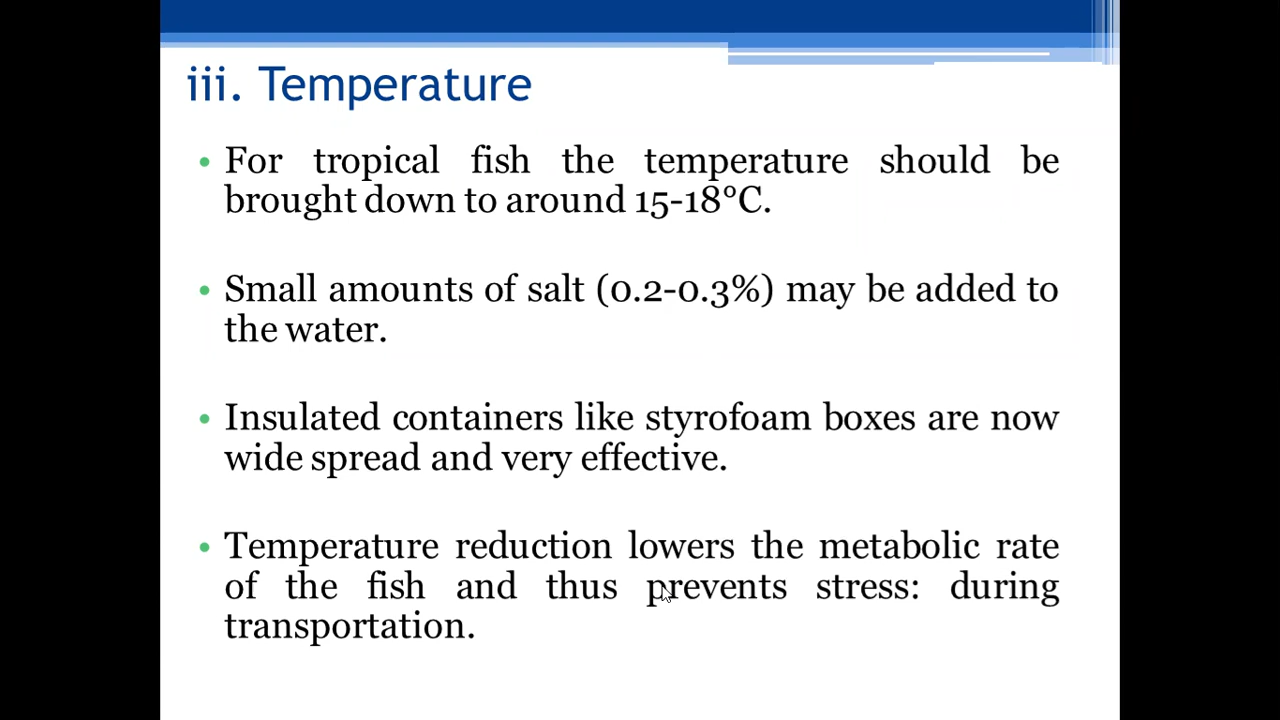 iii. Temperature
• For tropical fish the temperature should be
brought down to around 15-18°C.
• Small amounts of salt (0.2-0.3%) may be added to
the water.
• Insulated containers like styrofoam boxes are now
wide spread and very effective.
• Temperature reduction lowers the metabolic rate
of the fish and thus prevents stress: during
transportation.